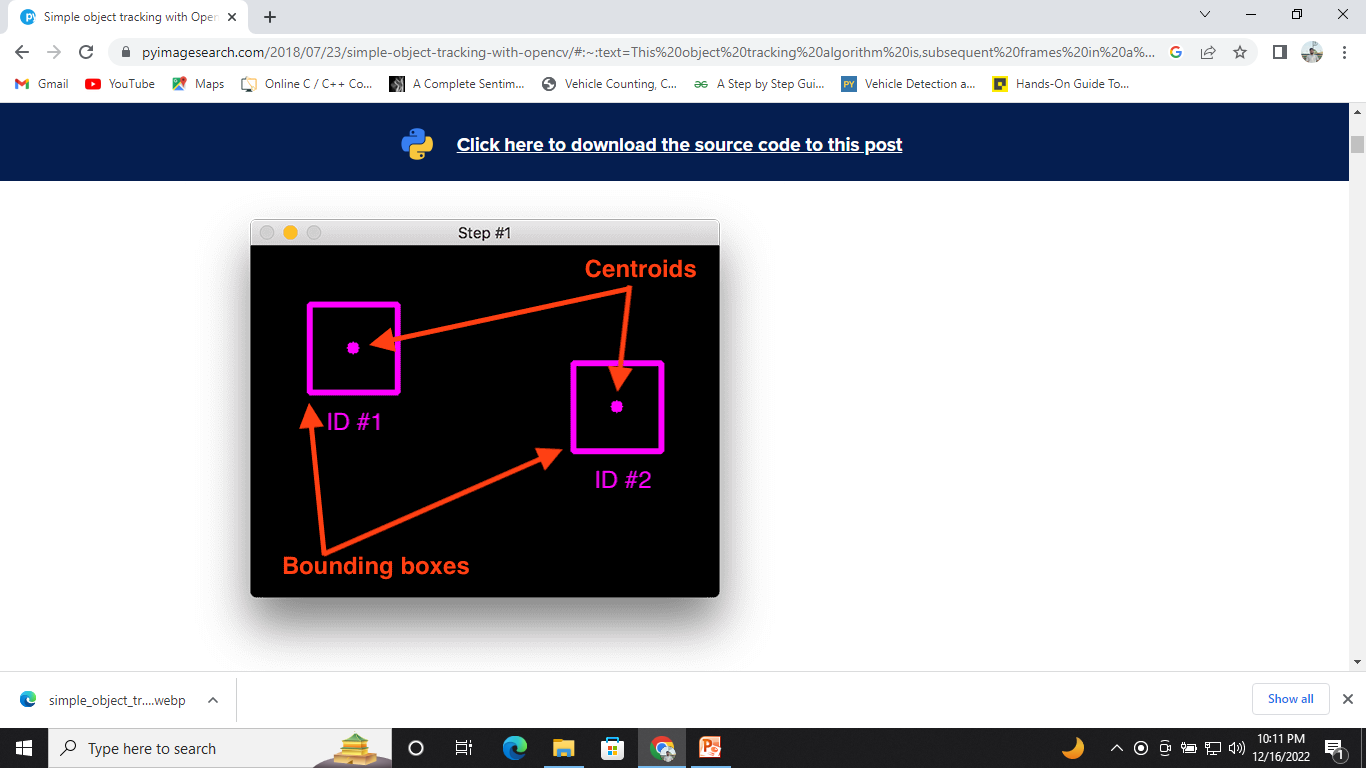 Simple object tracking with Open
pyimagesearch.com/2018/07/23/simple-object-tracking-with-opencv/#:~:text=This%20object%20tracking%20algorithm%20is,subsequent%20frames%20in%20a%...
Gmail YouTube Maps Online C / C++ Co... A Complete Sentim... Vehicle Counting, C... A Step by Step Gui... PY Vehicle Detection a... Hands-On Guide To...
Click here to download the source code to this post
Step #1
Centroids
ID #1
ID #2
Bounding boxes
simple_object_tr....webp
Show all
Type here to search
10:11 PM
12/16/2022
1